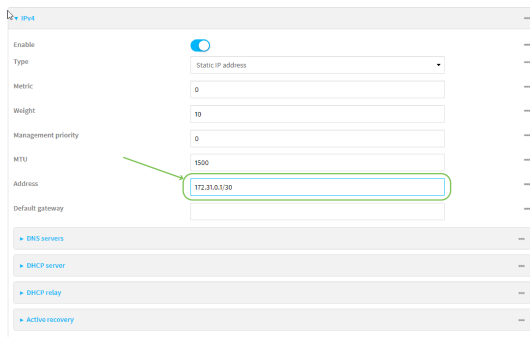 IPv4
Enable
Type Static IP address
Metric 0
Weight 10
Management priority 0
MTU 1500
Address 172.31.0.1/30
Default gateway
DNS servers
DHCP server
DHCP relay
Active recovery